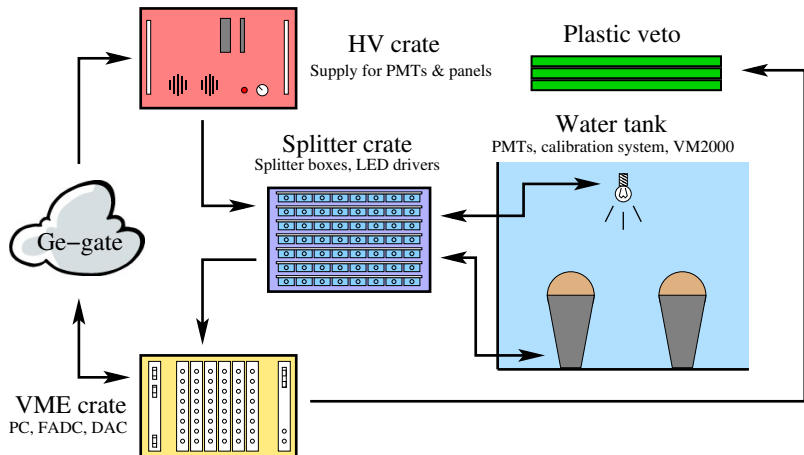 HV crate
Supply for PMTs & panels
Plastic veto
Splitter crate
Splitter boxes, LED drivers
Water tank
PMTs, calibration system, VM2000
Ge−gate
VME crate
PC, FADC, DAC